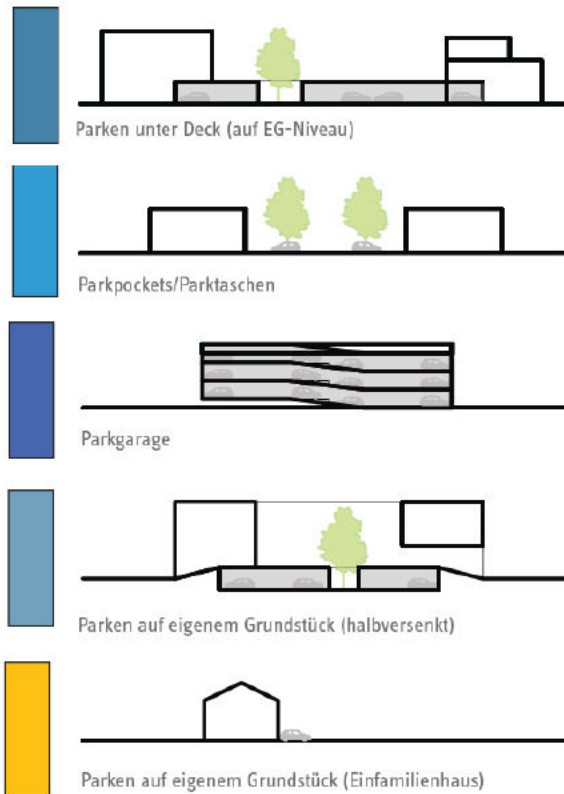 Parken unter Deck (auf EG-Niveau)
Parkpockets/Parktaschen
Parkgarage
Parken auf eigenem Grundstück (halbversenkt)
Parken auf eigenem Grundstück (Einfamilienhaus)